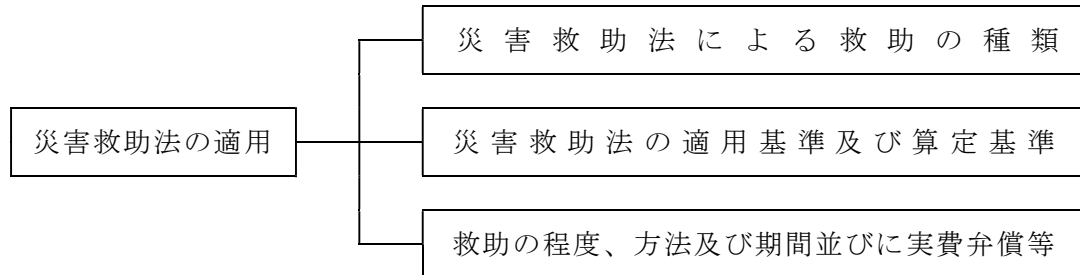 災害救助法の適用
災害救助法による救助の種類
災害救助法の適用基準及び算定基準
救助の程度、方法及び期間並びに実費弁償等